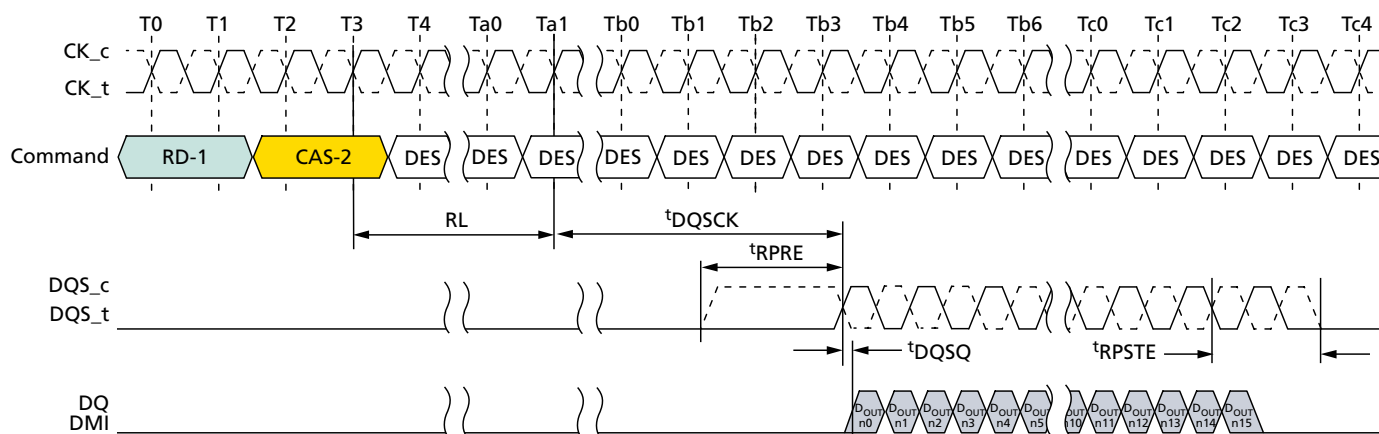 T0 T1 T2 T3 T4 Ta0 Ta1 Tb0 Tb1 Tb2 Tb3 Tb4 Tb5 Tb6 Tc0 Tc1 Tc2 Tc3 Tc4
CK_c
CK_t
Command RD-1 CAS-2 DES DES DES DES DES DES DES DES DES DES DES DES DES DES DES
RL
tDQSCK
tRPRE
DQS_c
DQS_t
tDQSQ
tRPSTE
DQ
DMI
DOUT n0 DOUT n1 DOUT n2 DOUT n3 DOUT n4 DOUT n5 DOUT n10 DOUT n11 DOUT n12 DOUT n13 DOUT n14 DOUT n15